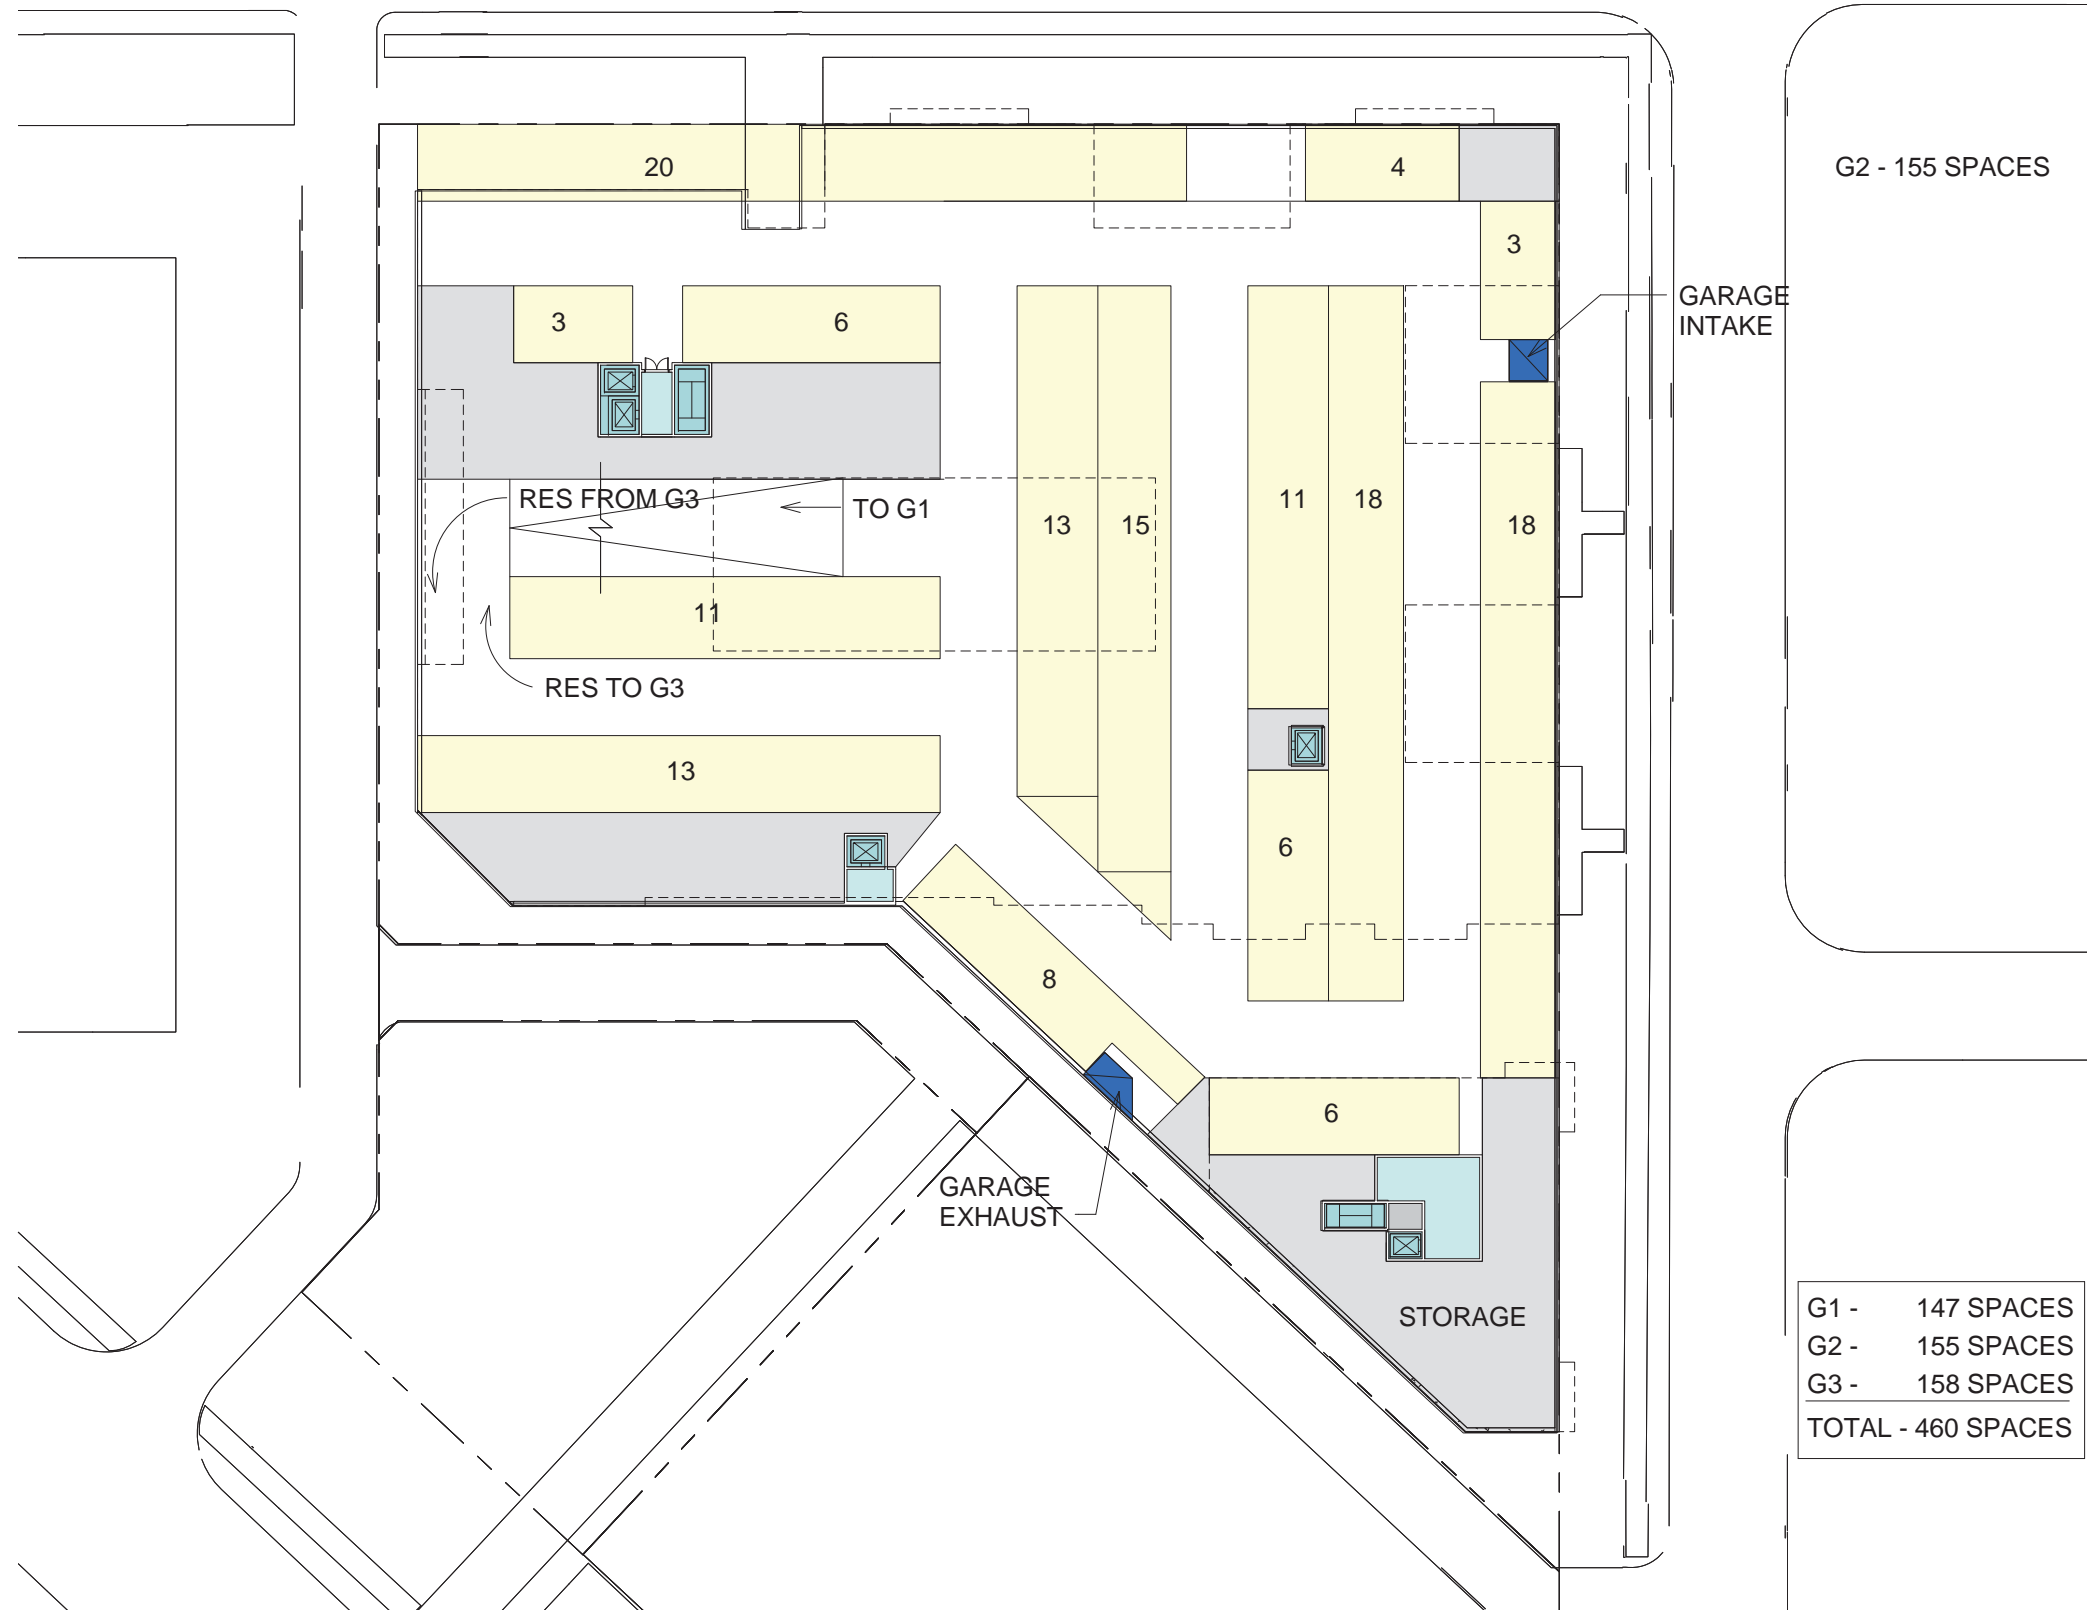 20
4
G2 - 155 SPACES
3
GARAGE
INTAKE
3
6
RES FROM G3
TO G1
13
15
11
18
18
11
RES TO G3
13
6
8
6
GARAGE
EXHAUST
STORAGE
G1 - 147 SPACES
G2 - 155 SPACES
G3 - 158 SPACES
TOTAL - 460 SPACES